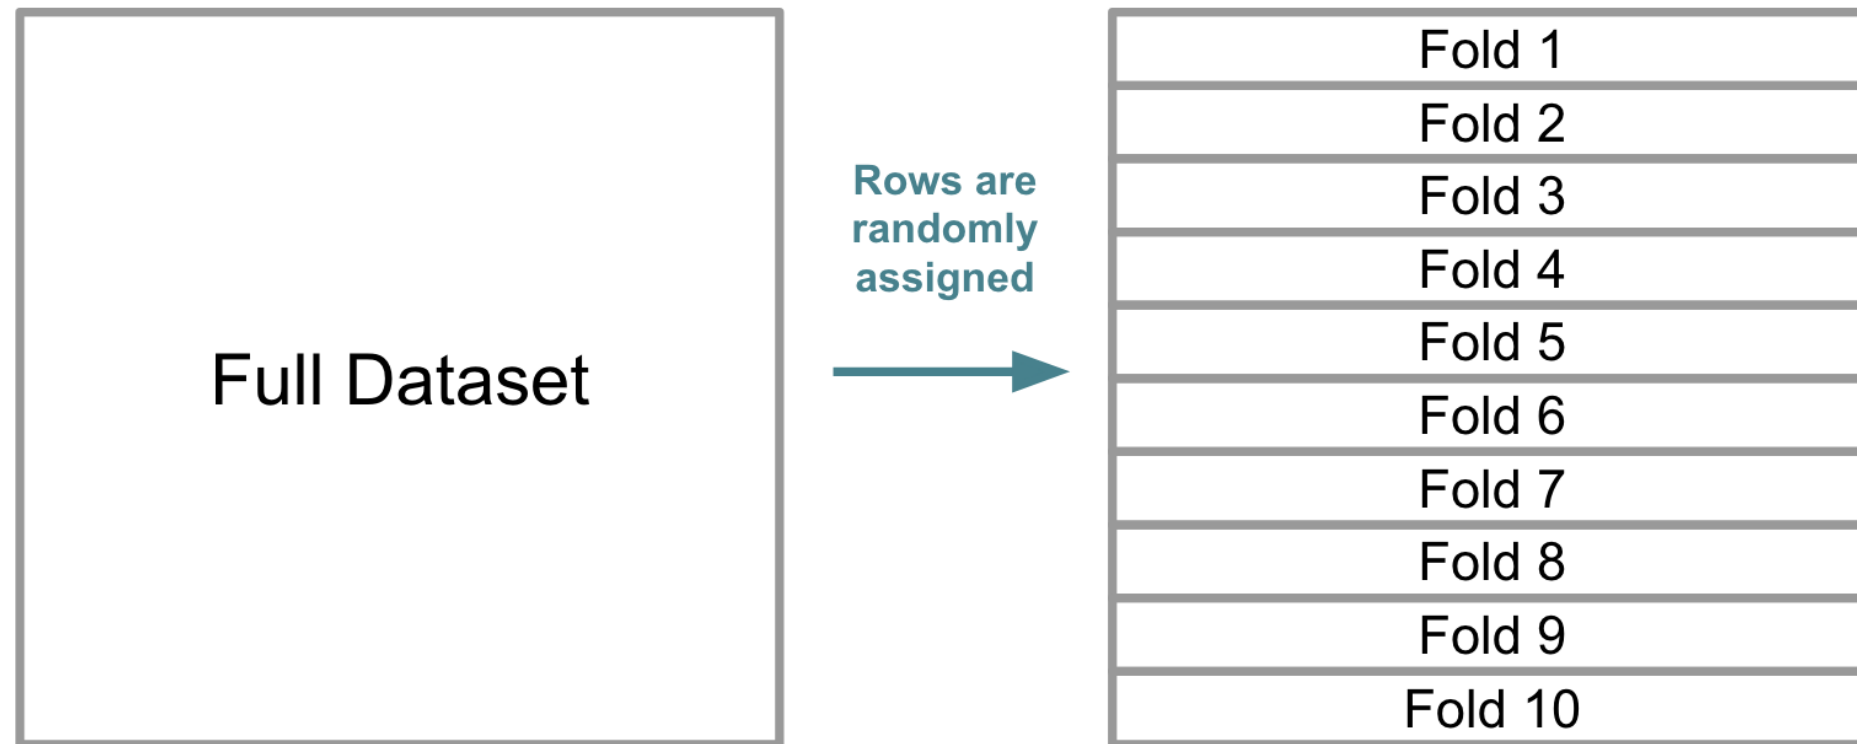 Full Dataset
Rows are
randomly
assigned
Fold 1
Fold 2
Fold 3
Fold 4
Fold 5
Fold 6
Fold 7
Fold 8
Fold 9
Fold 10